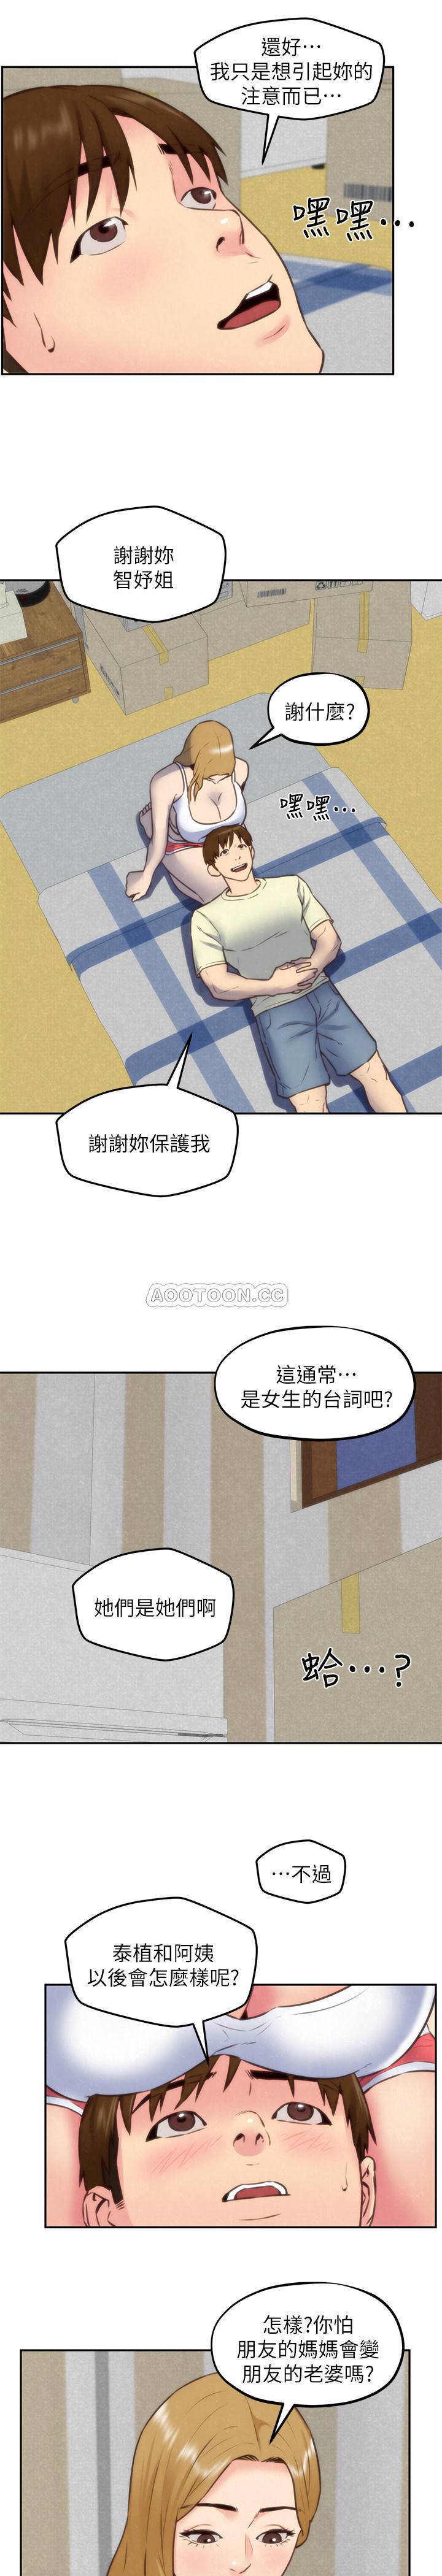 還好…
我只是想引起妳的
注意而已…
嘿嘿…
謝謝妳
智妤姐
謝什麼?
嘿嘿…
謝謝妳保護我
AOOTOON.CC
這通常…
是女生的台詞吧?
她們是她們啊
蛤…?
…不過
泰植和阿姨
以後會怎麼樣呢?
怎樣?你怕
朋友的媽媽會變
朋友的老婆嗎?